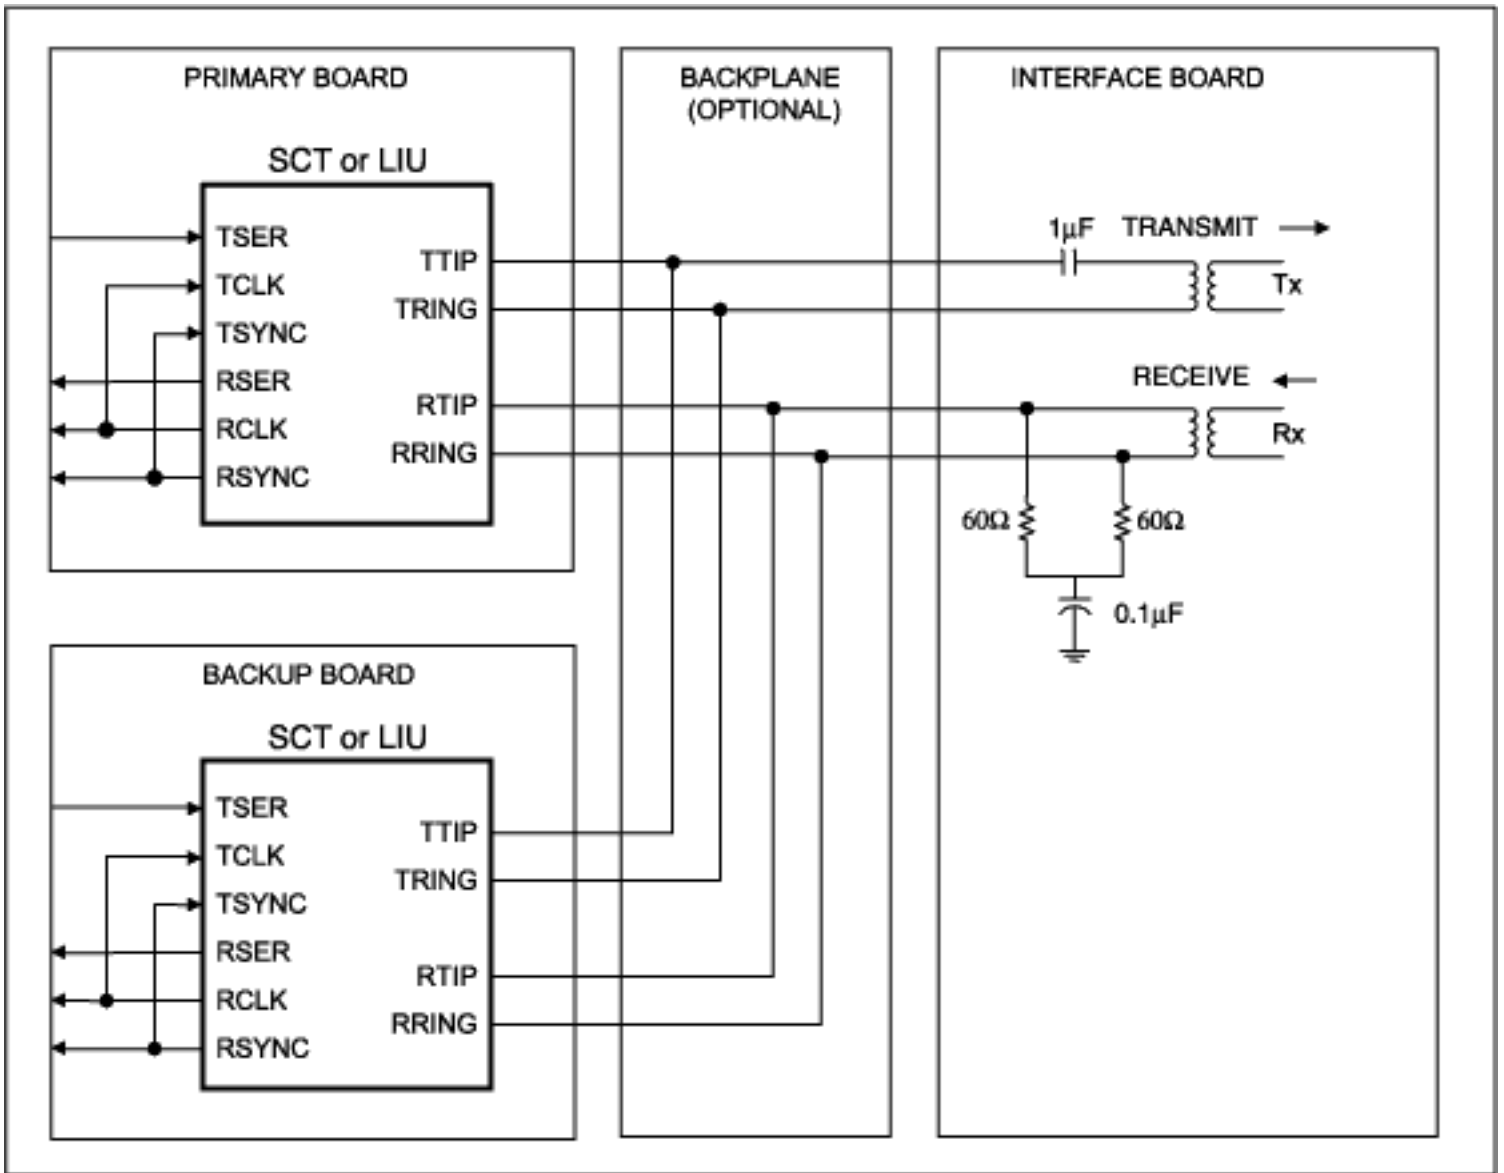 PRIMARY BOARD
SCT or LIU
TSER
TCLK
TSYNC
RSER
RCLK
RSYNC
TTIP
TRING
RTIP
RRING
BACKPLANE
(OPTIONAL)
INTERFACE BOARD
1µF
TRANSMIT
Tx
RECEIVE
Rx
60Ω
60Ω
0.1µF
BACKUP BOARD
SCT or LIU
TSER
TCLK
TSYNC
RSER
RCLK
RSYNC
TTIP
TRING
RTIP
RRING